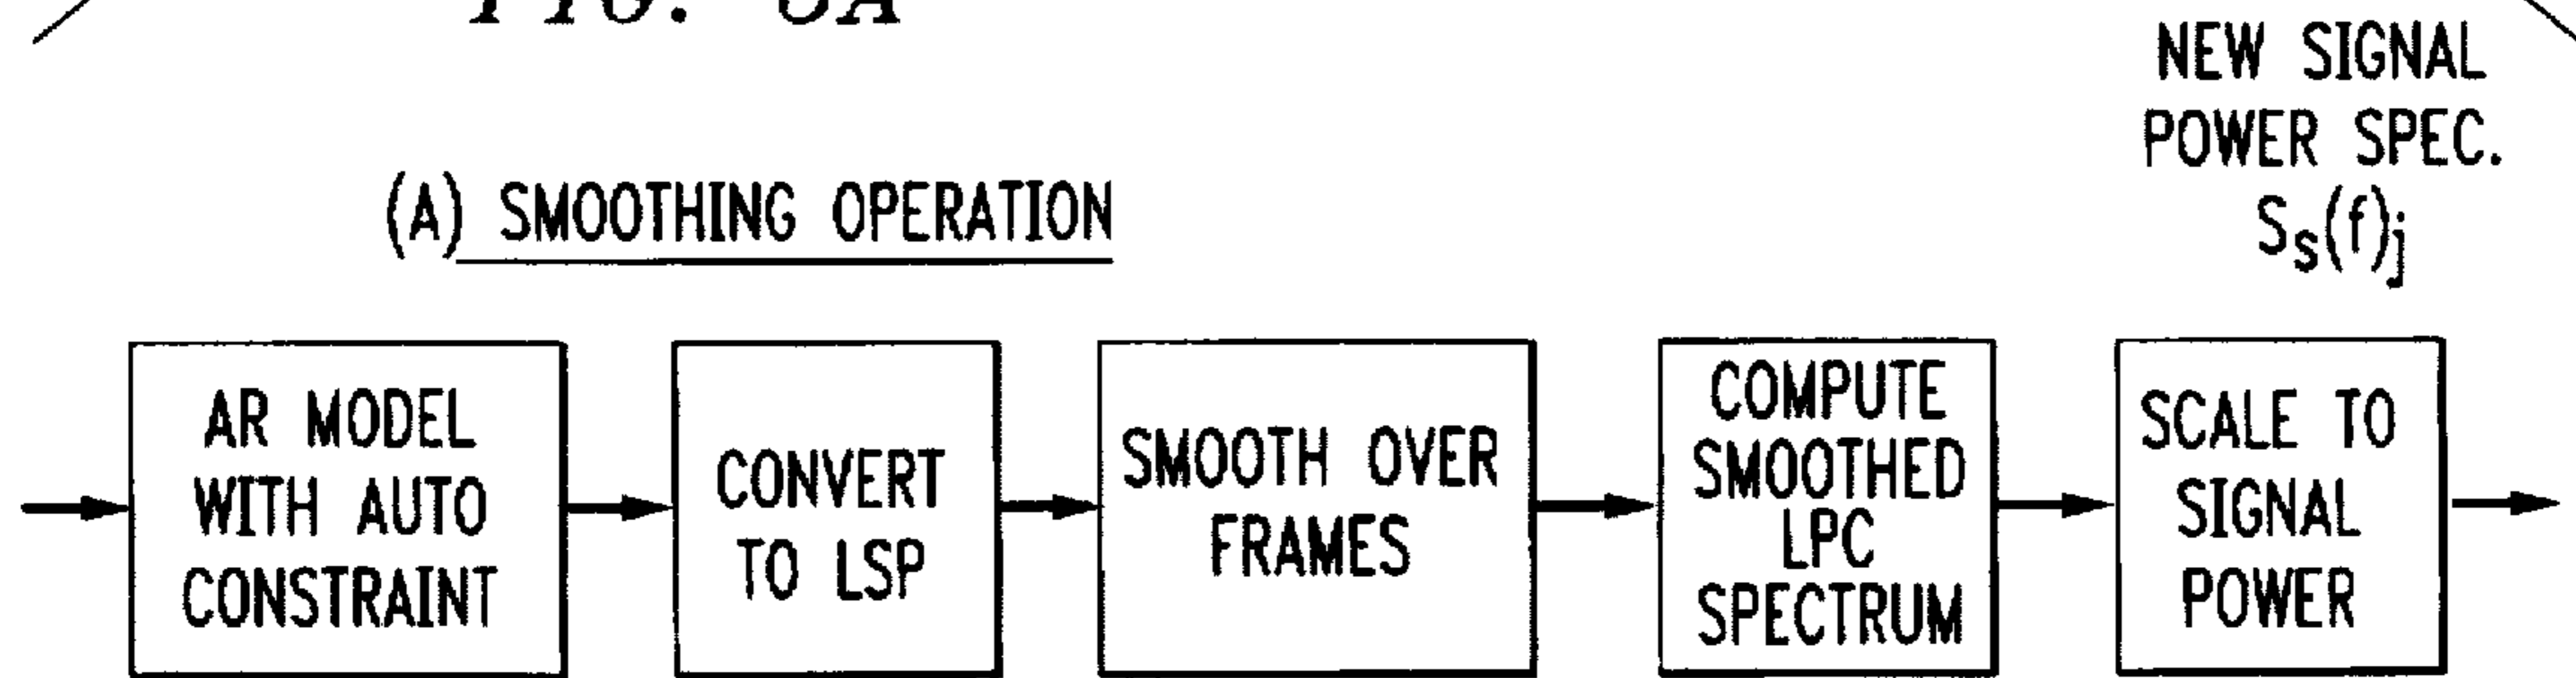 (A) SMOOTHING OPERATION
NEW SIGNAL
POWER SPEC.
Ss(f)j
AR MODEL
WITH AUTO
CONSTRAINT
CONVERT
TO LSP
SMOOTH OVER
FRAMES
COMPUTE
SMOOTHED
LPC
SPECTRUM
SCALE TO
SIGNAL
POWER